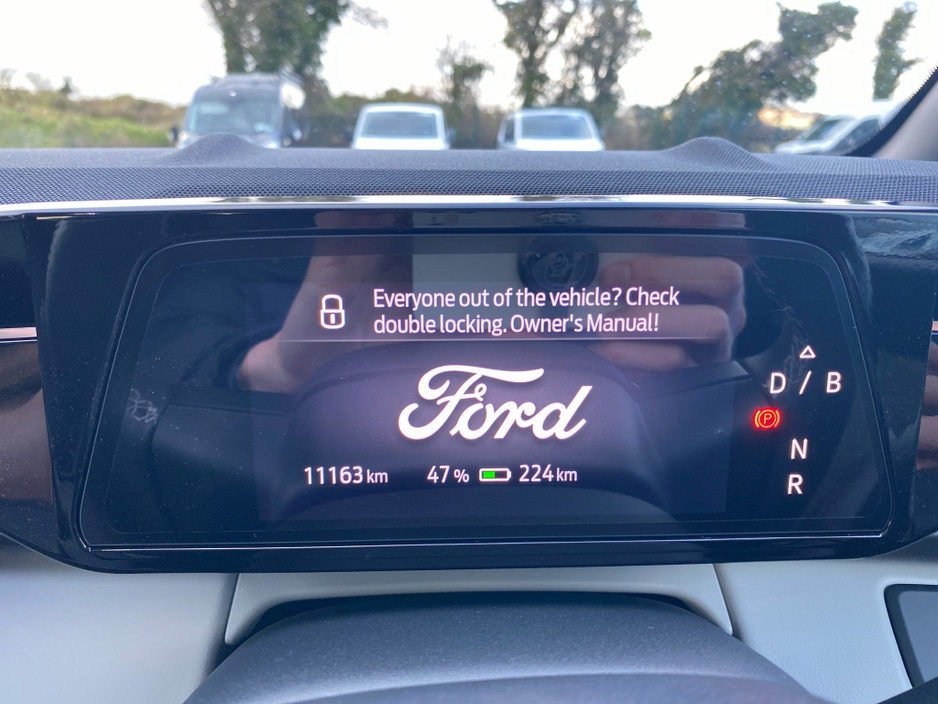 Everyone out of the vehicle? Check
double locking. Owner's Manual!
Ford
D / B
P
N
R
11163 km 47 % 224 km